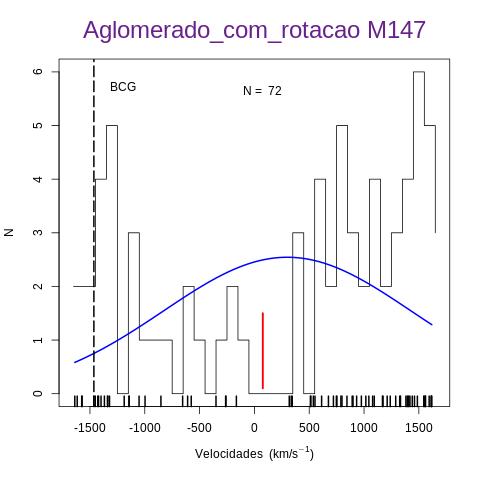 Aglomerado_com_rotacao M147
BCG
N = 72
6
5
4
3
2
1
0
N
-1500 -1000 -500 0 500 1000 1500
Velocidades (km/s⁻¹)